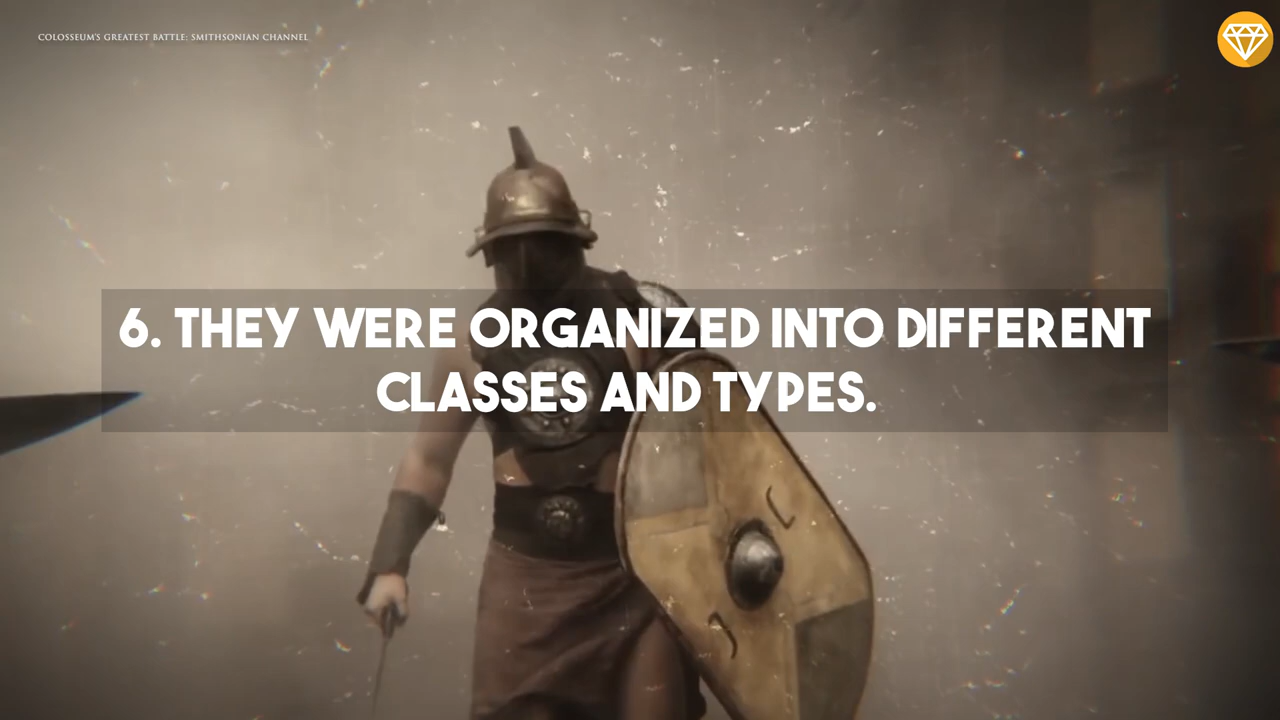 COLOSSEUM'S GREATEST BATTLE: SMITHSONIAN CHANNEL
6. THEY WERE ORGANIZED INTO DIFFERENT
CLASSES AND TYPES.